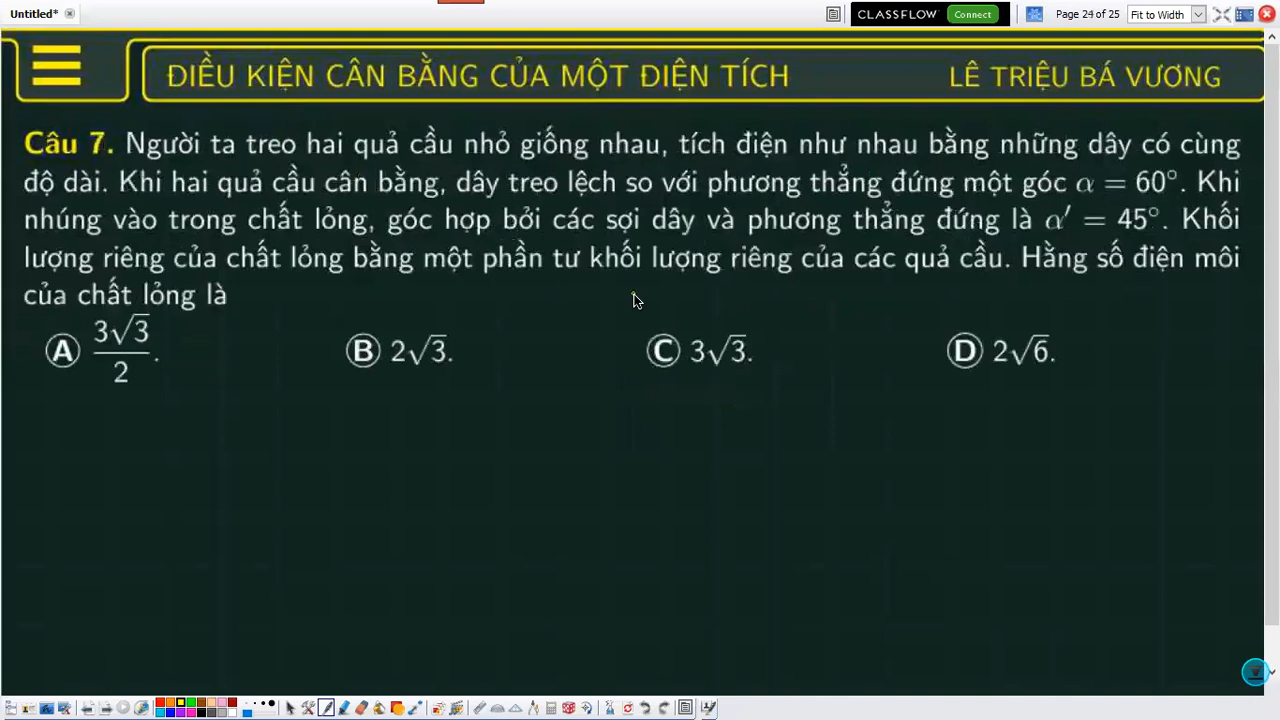 Untitled*
CLASSFLOW Connect
Page 24 of 25
Fit to Width
ĐIỀU KIỆN CÂN BẰNG CỦA MỘT ĐIỆN TÍCH
LÊ TRIỆU BÁ VƯƠNG
Câu 7. Người ta treo hai quả cầu nhỏ giống nhau, tích điện như nhau bằng những dây có cùng
độ dài. Khi hai quả cầu cân bằng, dây treo lệch so với phương thẳng đứng một góc α = 60°. Khi
nhúng vào trong chất lỏng, góc hợp bởi các sợi dây và phương thẳng đứng là α′ = 45°. Khối
lượng riêng của chất lỏng bằng một phần tư khối lượng riêng của các quả cầu. Hằng số điện môi
của chất lỏng là
A 3√3/2. B 2√3. C 3√3. D 2√6.